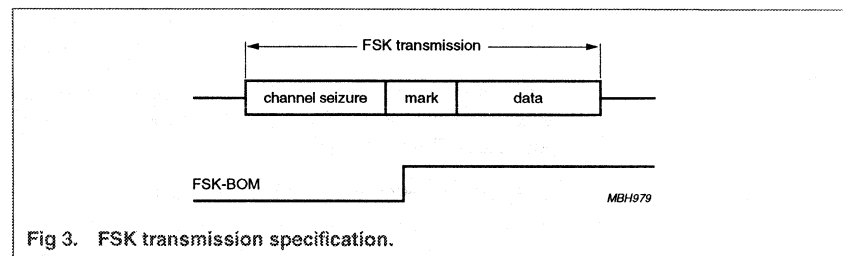 FSK transmission
channel seizure mark data
FSK-BOM
MBH979
Fig 3. FSK transmission specification.